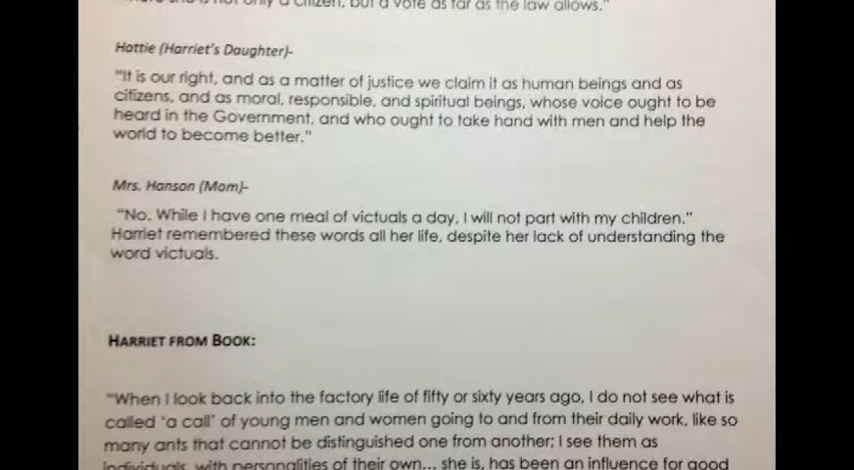 citizen, but a vote as far as the law allows."
Hattie (Harriet's Daughter)-
"It is our right, and as a matter of justice we claim it as human beings and as
citizens, and as moral, responsible, and spiritual beings, whose voice ought to be
heard in the Government, and who ought to take hand with men and help the
world to become better."
Mrs. Hanson (Mom)-
"No. While I have one meal of victuals a day, I will not part with my children."
Harriet remembered these words all her life, despite her lack of understanding the
word victuals.
HARRIET FROM BOOK:
"When I look back into the factory life of fifty or sixty years ago, I do not see what is
called 'a call' of young men and women going to and from their daily work, like so
many ants that cannot be distinguished one from another; I see them as
individuals, with personalities of their own... she is, has been an influence for good